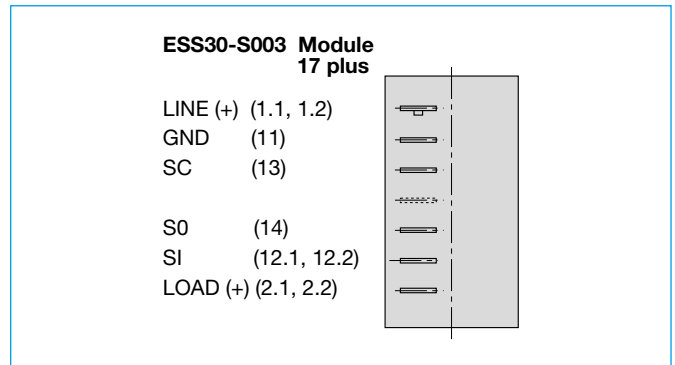 ESS30-S003 Module
17 plus
LINE (+) (1.1, 1.2)
GND (11)
SC (13)
S0 (14)
SI (12.1, 12.2)
LOAD (+) (2.1, 2.2)